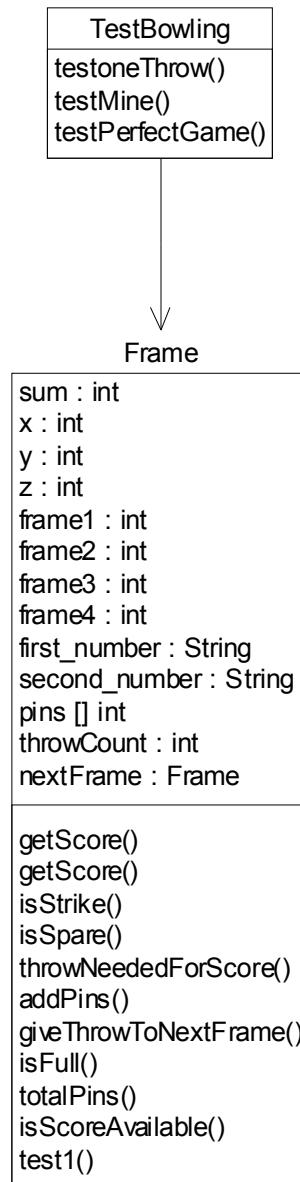 TestBowling
testoneThrow()
testMine()
testPerfectGame()
Frame
sum : int
x : int
y : int
z : int
frame1 : int
frame2 : int
frame3 : int
frame4 : int
first_number : String
second_number : String
pins [] int
throwCount : int
nextFrame : Frame
getScore()
getScore()
isStrike()
isSpare()
throwNeededForScore()
addPins()
giveThrowToNextFrame()
isFull()
totalPins()
isScoreAvailable()
test1()